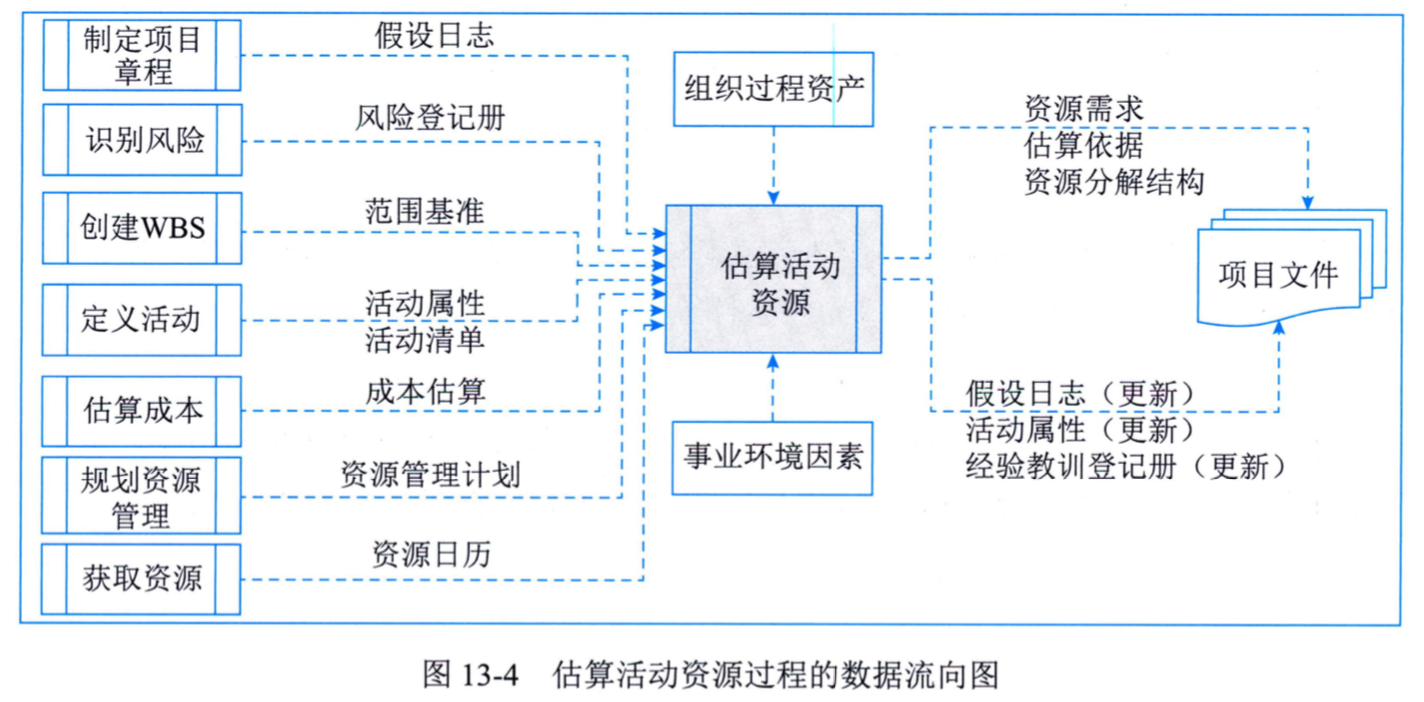 制定项目
章程
假设日志
识别风险
风险登记册
创建WBS
范围基准
定义活动
活动属性
活动清单
估算成本
成本估算
规划资源
管理
资源管理计划
获取资源
资源日历
组织过程资产
估算活动
资源
事业环境因素
资源需求
估算依据
资源分解结构
项目文件
假设日志（更新）
活动属性（更新）
经验教训登记册（更新）
图 13-4 估算活动资源过程的数据流向图